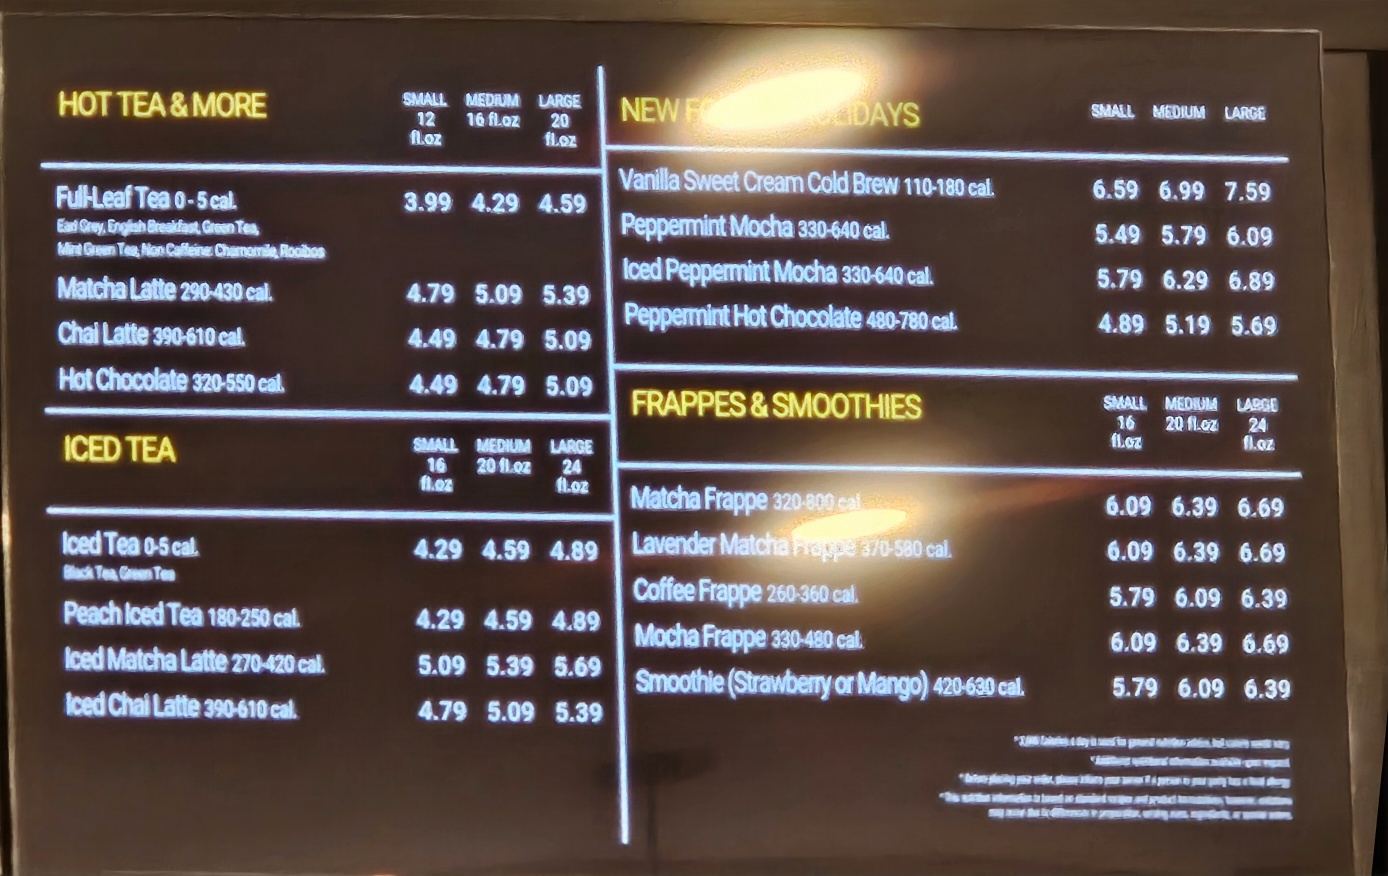 HOT TEA & MORE
SMALL MEDIUM LARGE
12 16 fl.oz 20
fl.oz fl.oz
Full-Leaf Tea 0-5 cal. 3.99 4.29 4.59
Earl Grey, English Breakfast, Green Tea,
Mint Green Tea, Non Caffeine: Chamomile, Rooibos
Matcha Latte 290-430 cal. 4.79 5.09 5.39
Chai Latte 390-610 cal. 4.49 4.79 5.09
Hot Chocolate 320-550 cal. 4.49 4.79 5.09
ICED TEA
SMALL MEDIUM LARGE
16 20 fl.oz 24
fl.oz fl.oz
Iced Tea 0-5 cal. 4.29 4.59 4.89
Black Tea, Green Tea
Peach Iced Tea 180-250 cal. 4.29 4.59 4.89
Iced Matcha Latte 270-420 cal. 5.09 5.39 5.69
Iced Chai Latte 390-610 cal. 4.79 5.09 5.39
NEW HOLIDAYS
SMALL MEDIUM LARGE
Vanilla Sweet Cream Cold Brew 110-180 cal. 6.59 6.99 7.59
Peppermint Mocha 330-640 cal. 5.49 5.79 6.09
Iced Peppermint Mocha 330-640 cal. 5.79 6.29 6.89
Peppermint Hot Chocolate 480-780 cal. 4.89 5.19 5.69
FRAPPES & SMOOTHIES
SMALL MEDIUM LARGE
16 20 fl.oz 24
fl.oz fl.oz
Matcha Frappe 320-800 cal 6.09 6.39 6.69
Lavender Matcha Frappe 370-580 cal. 6.09 6.39 6.69
Coffee Frappe 260-360 cal. 5.79 6.09 6.39
Mocha Frappe 330-480 cal. 6.09 6.39 6.69
Smoothie (Strawberry or Mango) 420-630 cal. 5.79 6.09 6.39